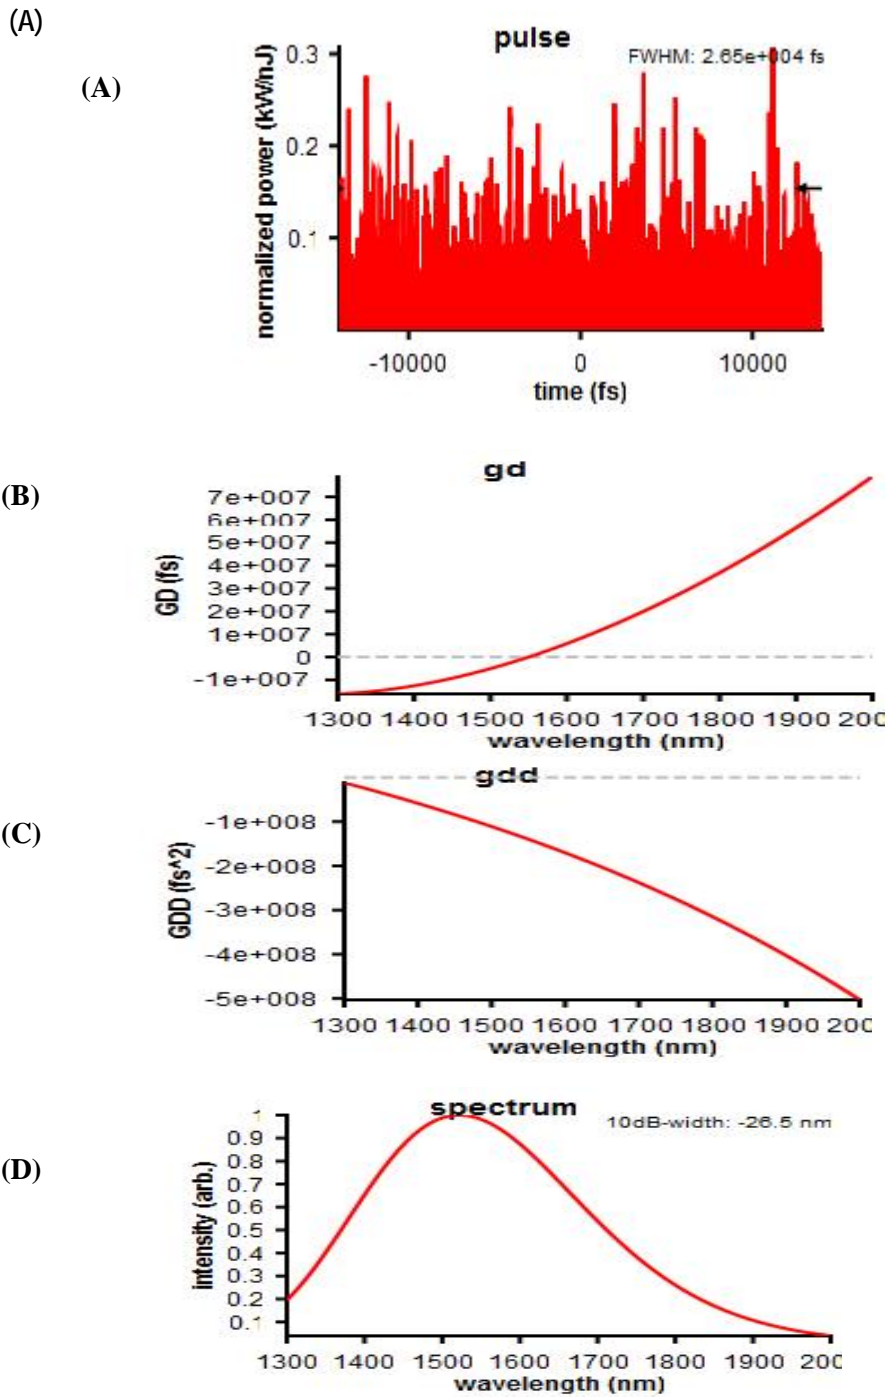 (A)
(A)
pulse
FWHM: 2.65e+004 fs
normalized power (kW/nJ)
0.3
0.2
0.1
-10000 0 10000
time (fs)
(B)
gd
GD (fs)
7e+007
6e+007
5e+007
4e+007
3e+007
2e+007
1e+007
0
-1e+007
1300 1400 1500 1600 1700 1800 1900 200
wavelength (nm)
(C)
gdd
GDD (fs^2)
-1e+008
-2e+008
-3e+008
-4e+008
-5e+008
1300 1400 1500 1600 1700 1800 1900 200
wavelength (nm)
(D)
spectrum
10dB-width: -26.5 nm
intensity (arb.)
1
0.9
0.8
0.7
0.6
0.5
0.4
0.3
0.2
0.1
1300 1400 1500 1600 1700 1800 1900 200
wavelength (nm)